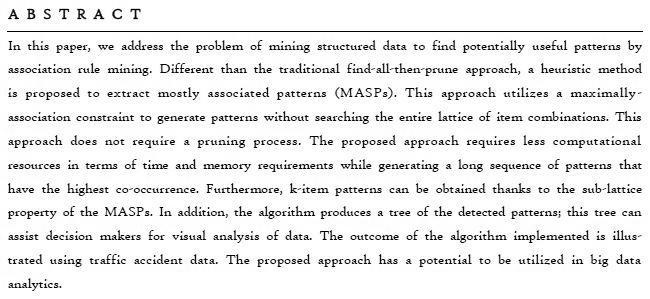 ABSTRACT
In this paper, we address the problem of mining structured data to find potentially useful patterns by
association rule mining. Different than the traditional find-all-then-prune approach, a heuristic method
is proposed to extract mostly associated patterns (MASPs). This approach utilizes a maximally-
association constraint to generate patterns without searching the entire lattice of item combinations. This
approach does not require a pruning process. The proposed approach requires less computational
resources in terms of time and memory requirements while generating a long sequence of patterns that
have the highest co-occurrence. Furthermore, k-item patterns can be obtained thanks to the sub-lattice
property of the MASPs. In addition, the algorithm produces a tree of the detected patterns; this tree can
assist decision makers for visual analysis of data. The outcome of the algorithm implemented is illus-
trated using traffic accident data. The proposed approach has a potential to be utilized in big data
analytics.